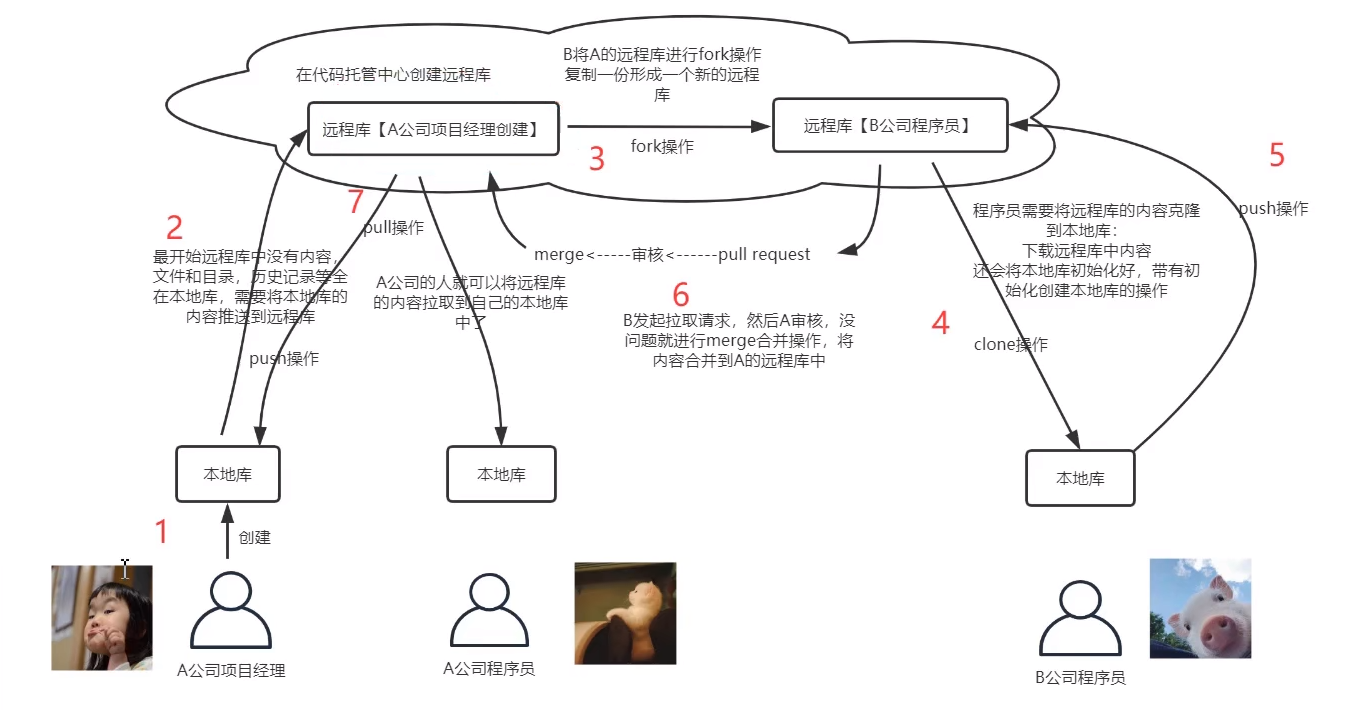 在代码托管中心创建远程库
B将A的远程库进行fork操作
复制一份形成一个新的远程
库
远程库【A公司项目经理创建】
远程库【B公司程序员】
fork操作
3
5
push操作
2
最开始远程库中没有内容，
文件和目录，历史记录等全
在本地库，需要将本地库的
内容推送到远程库
push操作
7
pull操作
A公司的人就可以将远程库
的内容拉取到自己的本地库
中了
merge<-----审核<------pull request
6
B发起拉取请求，然后A审核，没
问题就进行merge合并操作，将
内容合并到A的远程库中
程序员需要将远程库的内容克隆
到本地库：
下载远程库中内容
还会将本地库初始化好，带有初
始化创建本地库的操作
4
clone操作
本地库
本地库
本地库
1
创建
A公司项目经理
A公司程序员
B公司程序员